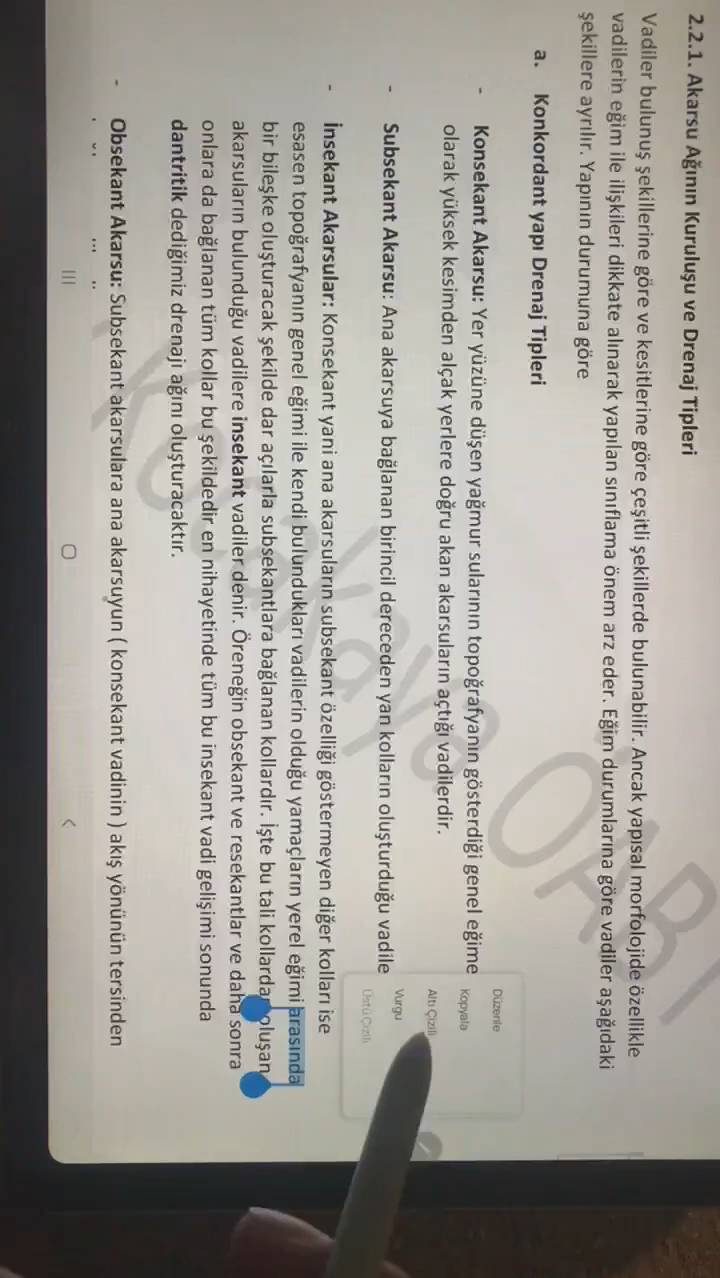 2.2.1. Akarsu Ağının Kuruluşu ve Drenaj Tipleri
Vadiler bulunuş şekillerine göre ve kesitlerine göre çeşitli şekillerde bulunabilir. Ancak yapısal morfolojide özellikle
vadilerin eğim ile ilişkileri dikkate alınarak yapılan sınıflama önem arz eder. Eğim durumlarına göre vadiler aşağıdaki
şekillere ayrılır. Yapının durumuna göre
a. Konkordant yapı Drenaj Tipleri
- Konsekant Akarsu: Yer yüzüne düşen yağmur sularının topoğrafyanın gösterdiği genel eğime
olarak yüksek kesimden alçak yerlere doğru akan akarsuların açtığı vadilerdir.
- Subsekant Akarsu: Ana akarsuya bağlanan birincil dereceden yan kolların oluşturduğu vadile
- İnsekant Akarsular: Konsekant yani ana akarsuların subsekant özelliği göstermeyen diğer kolları ise
esasen topoğrafyanın genel eğimi ile kendi bulundukları vadilerin olduğu yamaçların yerel eğimi arasında
bir bileşke oluşturacak şekilde dar açılarla subsekantlara bağlanan kollardır. İşte bu tali kollardan oluşan
akarsuların bulunduğu vadilere insekant vadiler denir. Öreneğin obsekant ve resekantlar ve daha sonra
onlara da bağlanan tüm kollar bu şekildedir en nihayetinde tüm bu insekant vadi gelişimi sonunda
dantritik dediğimiz drenajı ağını oluşturacaktır.
- Obsekant Akarsu: Subsekant akarsulara ana akarsuyun ( konsekant vadinin ) akış yönünün tersinden
Düzenle
Kopyala
Altı Çizili
Vurgu
Üstü Çizili
ÖABT